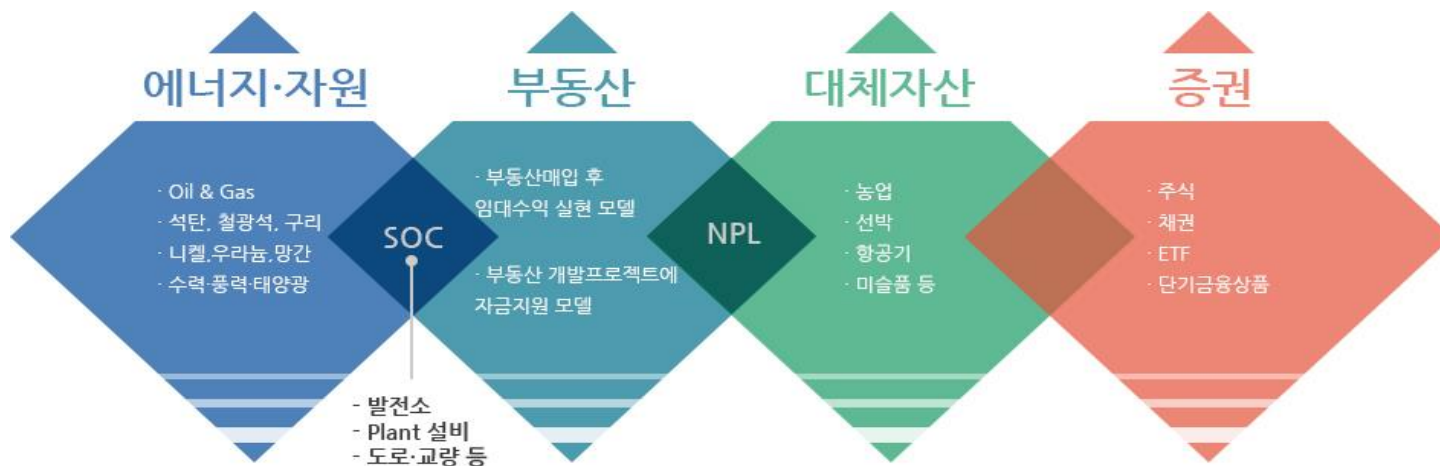 에너지·자원
· Oil & Gas
· 석탄, 철광석, 구리
· 니켈,우라늄,망간
· 수력·풍력·태양광
SOC
- 발전소
- Plant 설비
- 도로·교량 등
부동산
· 부동산매입 후
임대수익 실현 모델
· 부동산 개발프로젝트에
자금지원 모델
NPL
대체자산
· 농업
· 선박
· 항공기
· 미슬품 등
증권
· 주식
· 채권
· ETF
· 단기금융상품